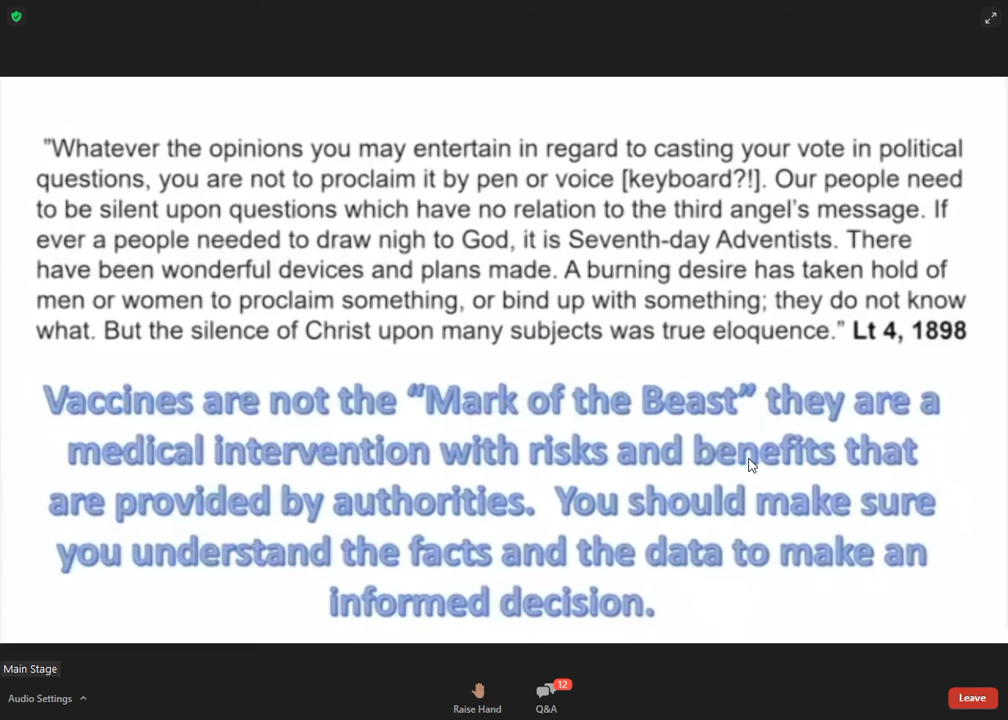 "Whatever the opinions you may entertain in regard to casting your vote in political
questions, you are not to proclaim it by pen or voice [keyboard?!]. Our people need
to be silent upon questions which have no relation to the third angel's message. If
ever a people needed to draw nigh to God, it is Seventh-day Adventists. There
have been wonderful devices and plans made. A burning desire has taken hold of
men or women to proclaim something, or bind up with something; they do not know
what. But the silence of Christ upon many subjects was true eloquence." Lt 4, 1898
Vaccines are not the "Mark of the Beast" they are a
medical intervention with risks and benefits that
are provided by authorities.  You should make sure
you understand the facts and the data to make an
informed decision.
Main Stage
Audio Settings
Raise Hand
12
Q&A
Leave